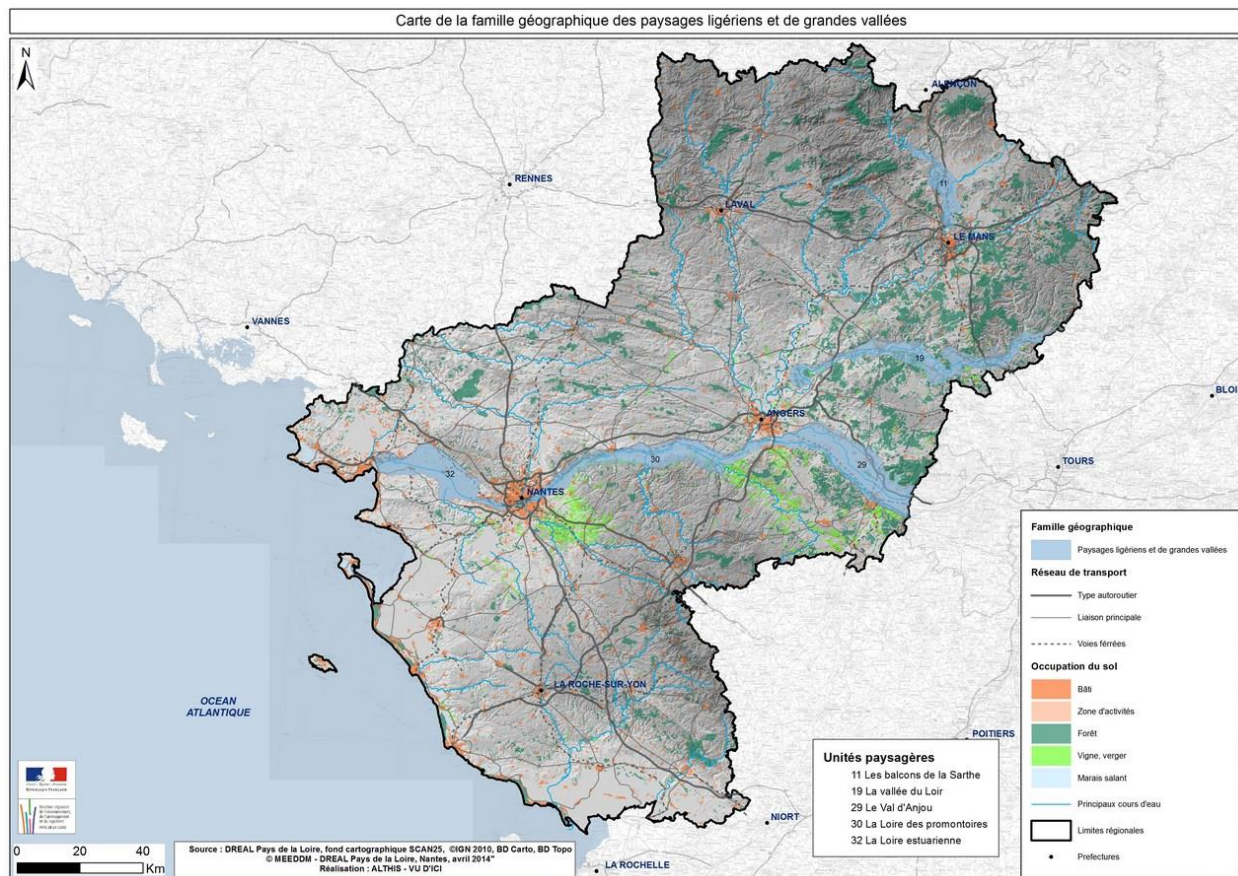 Carte de la famille géographique des paysages ligériens et de grandes vallées
N
ALENÇON
RENNES
11
LAVAL
LE MANS
VANNES
19
BLOI
ANGERS
TOURS
30
29
32
NANTES
LA ROCHE-SUR-YON
OCEAN
ATLANTIQUE
POITIERS
NIORT
LA ROCHELLE
Famille géographique
Paysages ligériens et de grandes vallées
Réseau de transport
Type autoroutier
Liaison principale
Voies férrées
Occupation du sol
Bâti
Zone d'activités
Forêt
Vigne, verger
Marais salant
Principaux cours d'eau
Limites régionales
Prefectures
Unités paysagères
11 Les balcons de la Sarthe
19 La vallée du Loir
29 Le Val d'Anjou
30 La Loire des promontoires
32 La Loire estuarienne
0 20 40
Km
Source : DREAL Pays de la Loire, fond cartographique SCAN25, ©IGN 2010, BD Carto, BD Topo
© MEEDDM - DREAL Pays de la Loire, Nantes, avril 2014"
Réalisation : ALTHIS - VU D'ICI